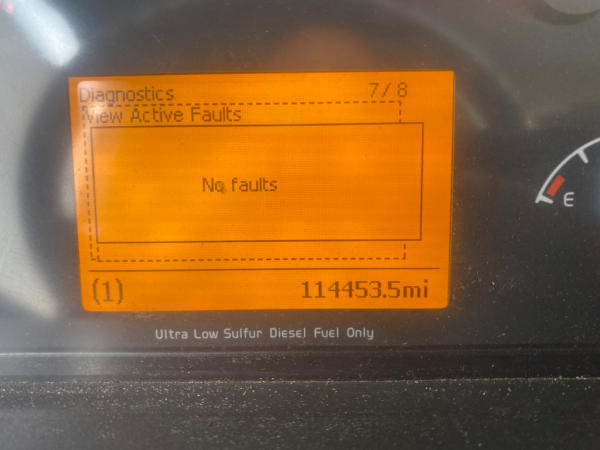 Diagnostics 7/8
View Active Faults
No faults
(1) 114453.5mi
E
Ultra Low Sulfur Diesel Fuel Only